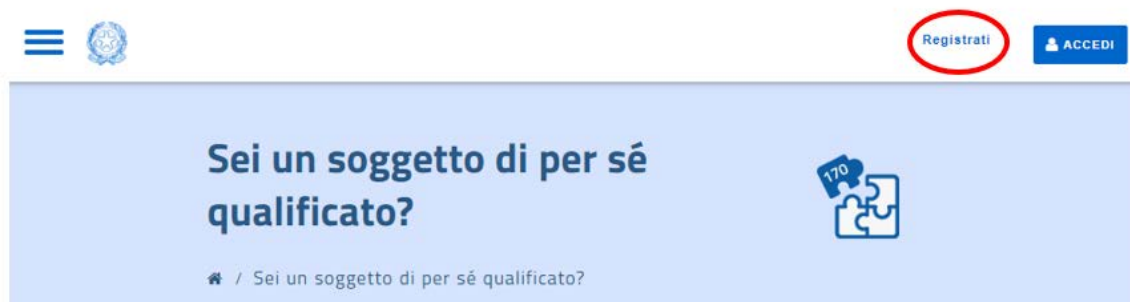 Registrati
ACCEDI
Sei un soggetto di per sé
qualificato?
170
/ Sei un soggetto di per sé qualificato?